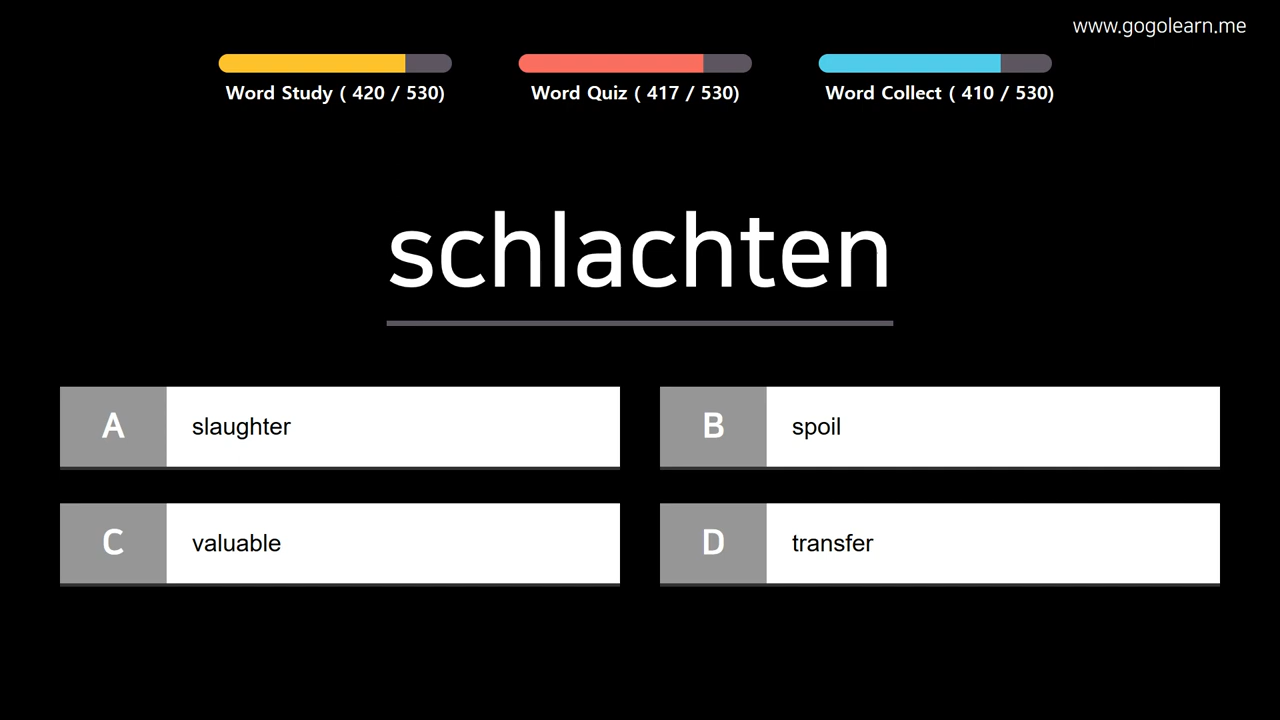 www.gogolearn.me
Word Study ( 420 / 530)
Word Quiz ( 417 / 530)
Word Collect ( 410 / 530)
schlachten
A
slaughter
B
spoil
C
valuable
D
transfer